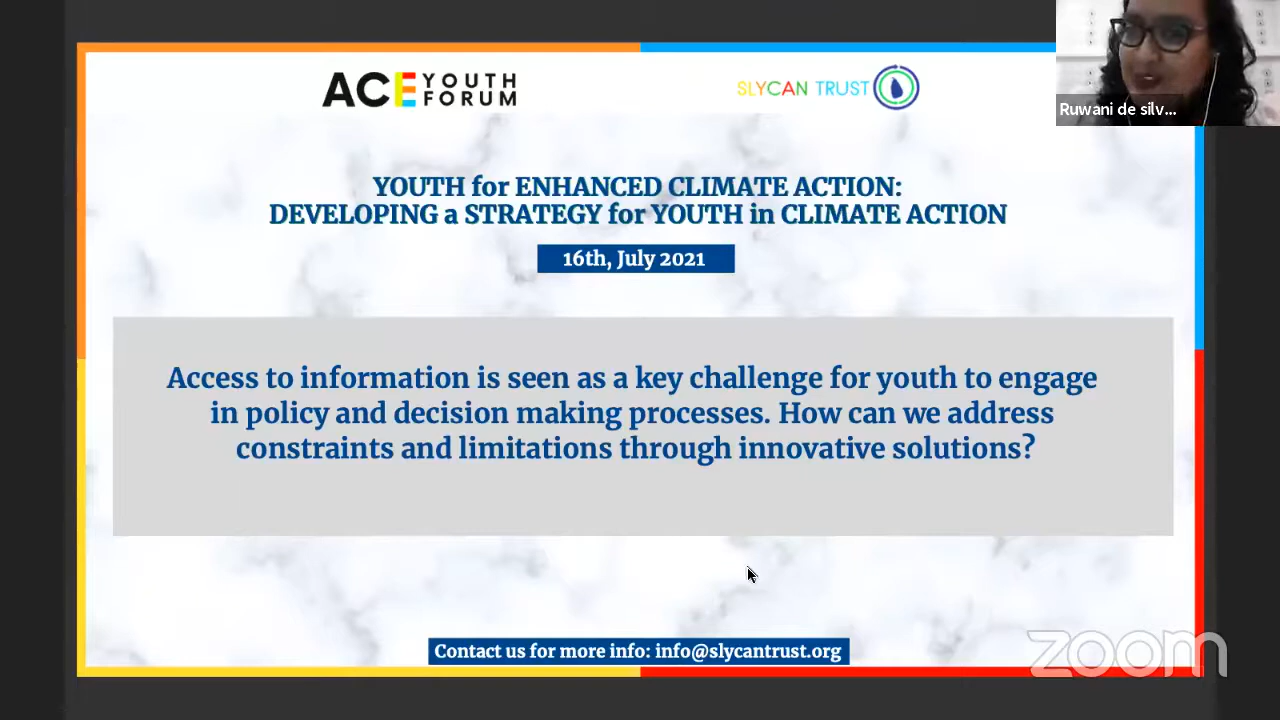 ACE YOUTH FORUM
SLYCAN TRUST
Ruwani de silv...
YOUTH for ENHANCED CLIMATE ACTION:
DEVELOPING a STRATEGY for YOUTH in CLIMATE ACTION
16th, July 2021
Access to information is seen as a key challenge for youth to engage
in policy and decision making processes. How can we address
constraints and limitations through innovative solutions?
zoom
Contact us for more info: info@slycantrust.org